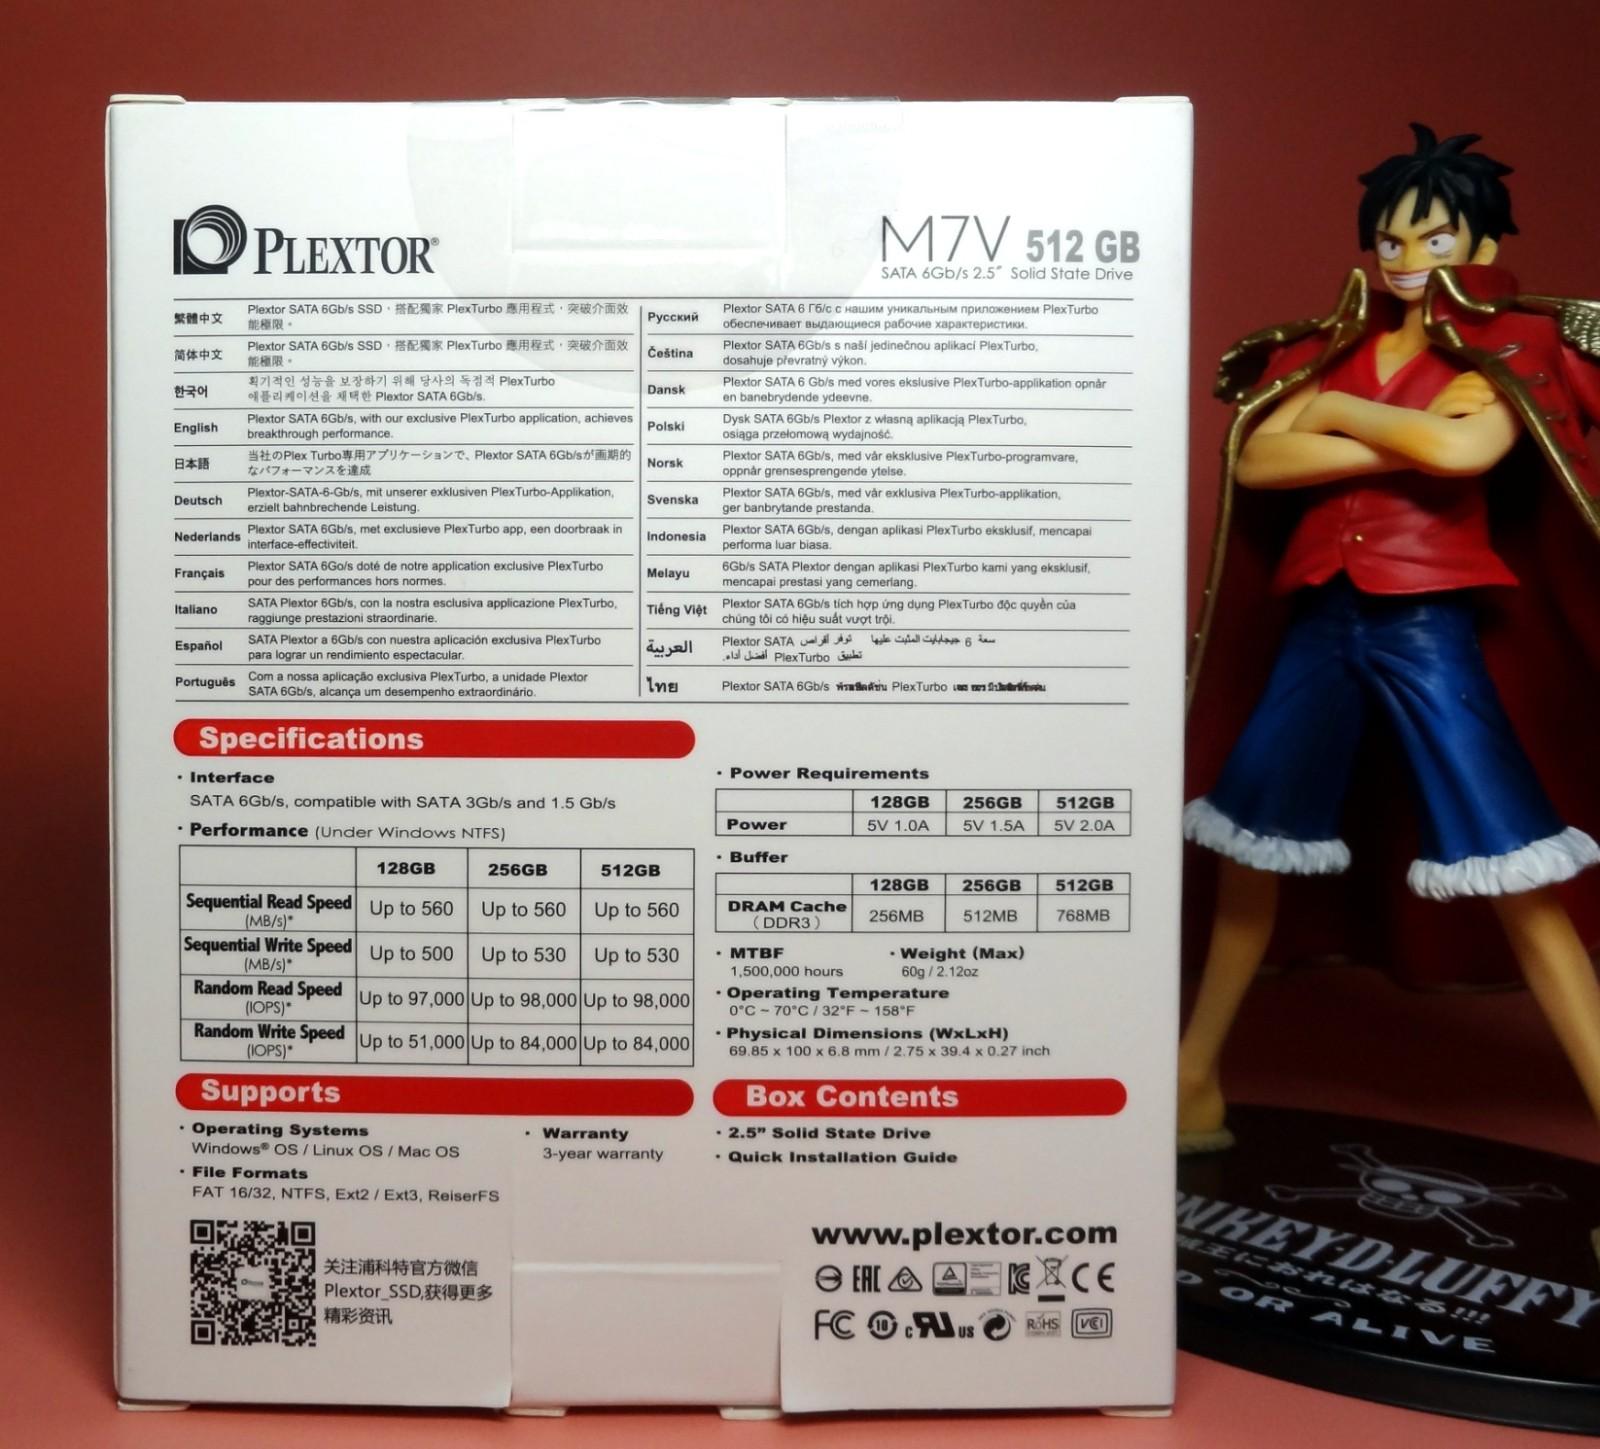 PLEXTOR®
M7V 512 GB
SATA 6Gb/s 2.5" Solid State Drive
繁體中文 Plextor SATA 6Gb/s SSD，搭配獨家 PlexTurbo 應用程式，突破介面效
能極限。
简体中文 Plextor SATA 6Gb/s SSD，搭配獨家 PlexTurbo 應用程式，突破介面效
能極限。
한국어 획기적인 성능을 보장하기 위해 당사의 독점적 PlexTurbo
애플리케이션을 채택한 Plextor SATA 6Gb/s.
English Plextor SATA 6Gb/s, with our exclusive PlexTurbo application, achieves
breakthrough performance.
日本語 当社のPlex Turbo専用アプリケーションで、Plextor SATA 6Gb/sが画期的
なパフォーマンスを達成
Deutsch Plextor-SATA-6-Gb/s, mit unserer exklusiven PlexTurbo-Applikation,
erzielt bahnbrechende Leistung.
Nederlands Plextor SATA 6Gb/s, met exclusieve PlexTurbo app, een doorbraak in
interface-effectiviteit.
Français Plextor SATA 6Go/s doté de notre application exclusive PlexTurbo
pour des performances hors normes.
Italiano SATA Plextor 6Gb/s, con la nostra esclusiva applicazione PlexTurbo,
raggiunge prestazioni straordinarie.
Español SATA Plextor a 6Gb/s con nuestra aplicación exclusiva PlexTurbo
para lograr un rendimiento espectacular.
Português Com a nossa aplicação exclusiva PlexTurbo, a unidade Plextor
SATA 6Gb/s, alcança um desempenho extraordinário.
Русский Plextor SATA 6 Гб/с с нашим уникальным приложением PlexTurbo
обеспечивает выдающиеся рабочие характеристики.
Čeština Plextor SATA 6Gb/s s naší jedinečnou aplikací PlexTurbo,
dosahuje převratný výkon.
Dansk Plextor SATA 6 Gb/s med vores eksklusive PlexTurbo-applikation opnår
en banebrydende ydeevne.
Polski Dysk SATA 6Gb/s Plextor z własną aplikacją PlexTurbo,
osiąga przełomową wydajność.
Norsk Plextor SATA 6Gb/s, med vår eksklusive PlexTurbo-programvare,
oppnår grensesprengende ytelse.
Svenska Plextor SATA 6Gb/s, med vår exklusiva PlexTurbo-applikation,
ger banbrytande prestanda.
Indonesia Plextor SATA 6Gb/s, dengan aplikasi PlexTurbo eksklusif, mencapai
performa luar biasa.
Melayu 6Gb/s SATA Plextor dengan aplikasi PlexTurbo kami yang eksklusif,
mencapai prestasi yang cemerlang.
Tiếng Việt Plextor SATA 6Gb/s tích hợp ứng dụng PlexTurbo độc quyền của
chúng tôi có hiệu suất vượt trội.
العربية Plextor SATA توفر أقراص سعة 6 جيجابايت المثبت عليها
تطبيق PlexTurbo أفضل أداء.
ไทย Plextor SATA 6Gb/s PlexTurbo
Specifications
· Interface
SATA 6Gb/s, compatible with SATA 3Gb/s and 1.5 Gb/s
· Performance (Under Windows NTFS)
128GB 256GB 512GB
Sequential Read Speed (MB/s)* Up to 560 Up to 560 Up to 560
Sequential Write Speed (MB/s)* Up to 500 Up to 530 Up to 530
Random Read Speed (IOPS)* Up to 97,000 Up to 98,000 Up to 98,000
Random Write Speed (IOPS)* Up to 51,000 Up to 84,000 Up to 84,000
· Power Requirements
128GB 256GB 512GB
Power 5V 1.0A 5V 1.5A 5V 2.0A
· Buffer
128GB 256GB 512GB
DRAM Cache (DDR3) 256MB 512MB 768MB
· MTBF · Weight (Max)
1,500,000 hours 60g / 2.12oz
· Operating Temperature
0°C ~ 70°C / 32°F ~ 158°F
· Physical Dimensions (WxLxH)
69.85 x 100 x 6.8 mm / 2.75 x 39.4 x 0.27 inch
Supports
· Operating Systems
Windows® OS / Linux OS / Mac OS
· Warranty
3-year warranty
· File Formats
FAT 16/32, NTFS, Ext2 / Ext3, ReiserFS
Box Contents
· 2.5" Solid State Drive
· Quick Installation Guide
关注浦科特官方微信
Plextor_SSD,获得更多
精彩资讯
www.plextor.com
EAC CE
FC 10 c RU US RoHS VCCI
NKEY·D·LUFFY
王におれはなる!!!
D OR ALIVE